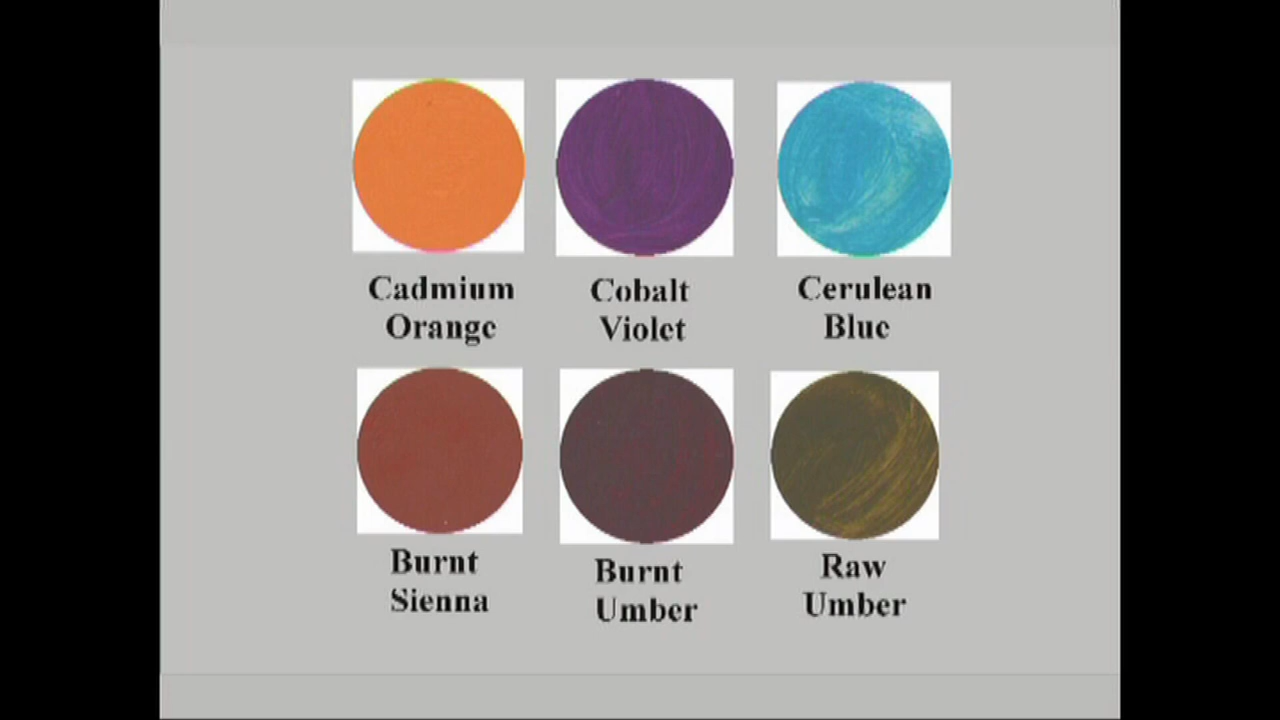 Cadmium
Orange
Cobalt
Violet
Cerulean
Blue
Burnt
Sienna
Burnt
Umber
Raw
Umber